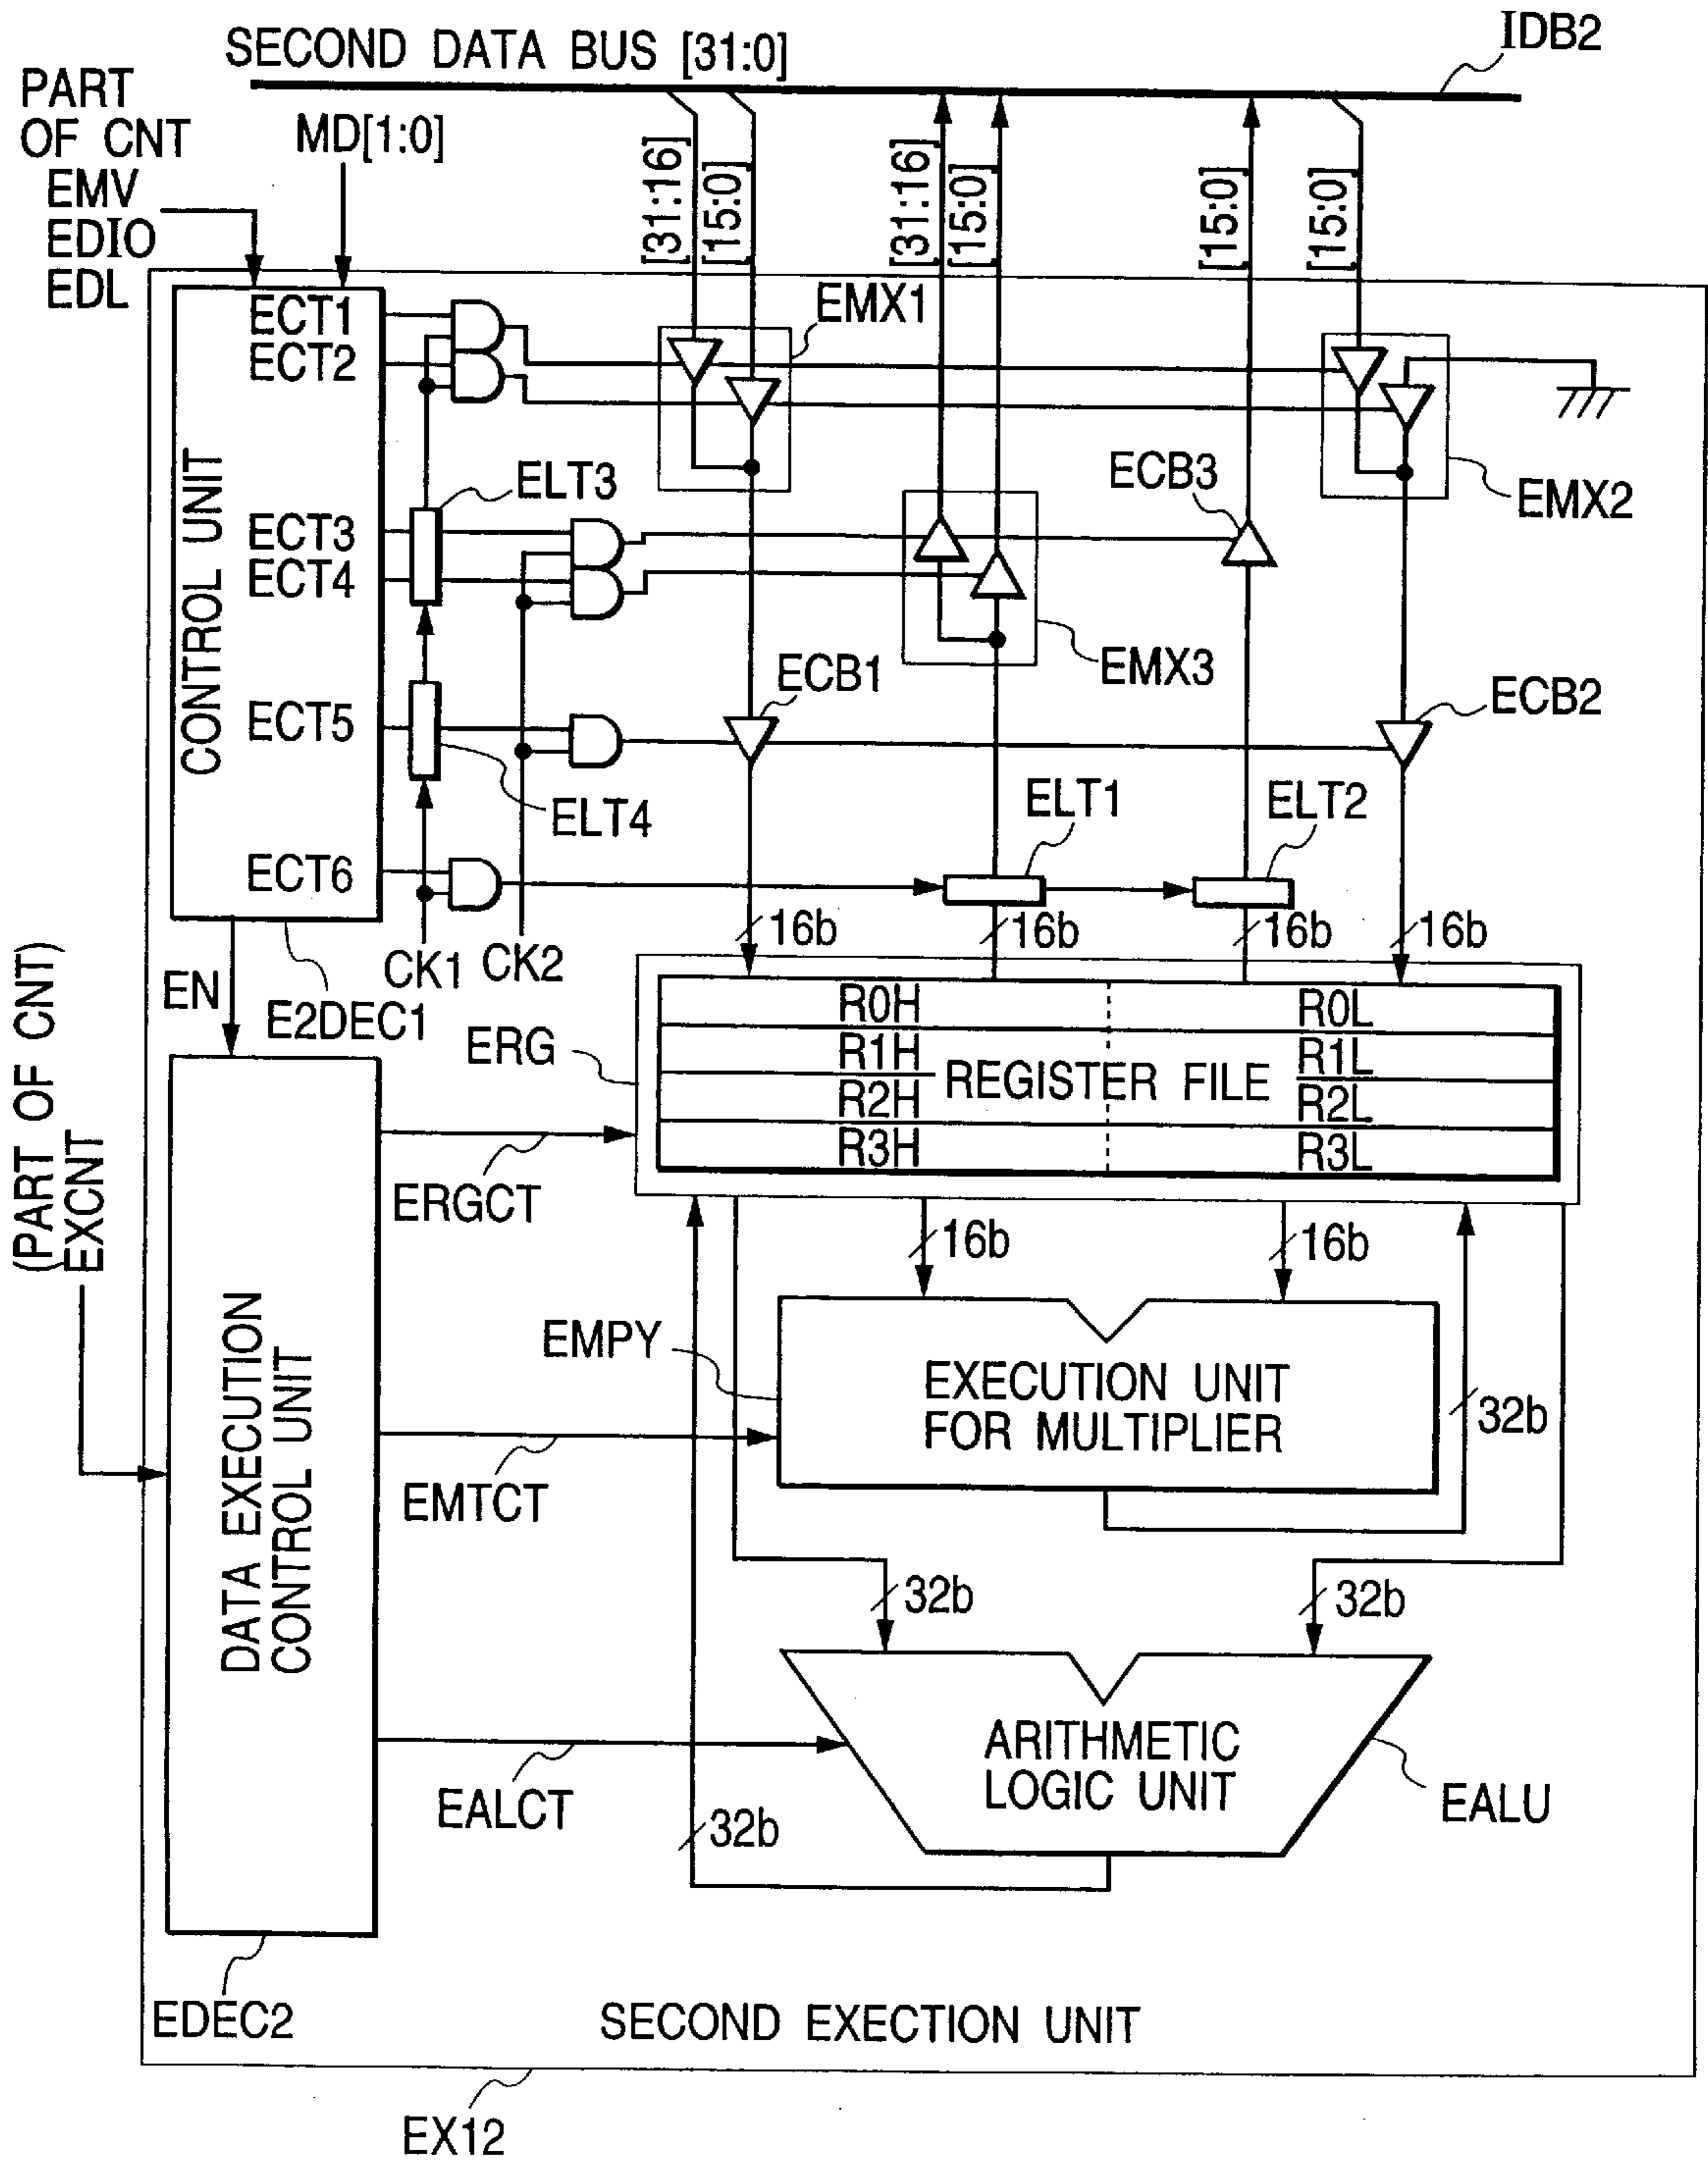 SECOND DATA BUS [31:0]
IDB2
PART
OF CNT
EMV
EDIO
EDL
MD[1:0]
[31:16]
[15:0]
[31:16]
[15:0]
[15:0]
[15:0]
ECT1
ECT2
ECT3
ECT4
ECT5
ECT6
CONTROL UNIT
EMX1
EMX2
ELT3
ECB3
EMX3
ECB1
ECB2
ELT4
ELT1
ELT2
16b
16b
16b
16b
CK1
CK2
EN
E2DEC1
ERG
R0H
R0L
R1H
R1L
REGISTER FILE
R2H
R2L
R3H
R3L
(PART OF CNT)
EXCNT
ERGCT
16b
16b
EMPY
EXECUTION UNIT
FOR MULTIPLIER
32b
DATA EXECUTION
CONTROL UNIT
EMTCT
32b
32b
ARITHMETIC
LOGIC UNIT
EALCT
EALU
32b
EDEC2
SECOND EXECTION UNIT
EX12